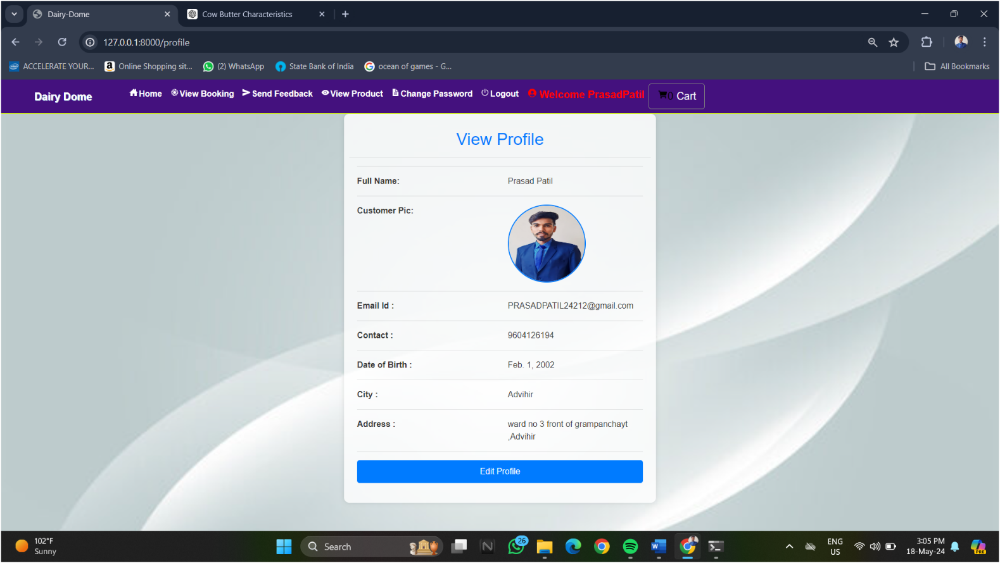 Dairy-Dome
Cow Butter Characteristics
127.0.0.1:8000/profile
ACCELERATE YOUR...
Online Shopping sit...
(2) WhatsApp
State Bank of India
ocean of games - G...
All Bookmarks
Dairy Dome
Home
View Booking
Send Feedback
View Product
Change Password
Logout
Welcome PrasadPatil
0 Cart
View Profile
Full Name: Prasad Patil
Customer Pic:
Email Id : PRASADPATIL24212@gmail.com
Contact : 9604126194
Date of Birth : Feb. 1, 2002
City : Advihir
Address : ward no 3 front of grampanchayt
,Advihir
Edit Profile
102°F
Sunny
Search
26
ENG
US
3:05 PM
18-May-24
PRE